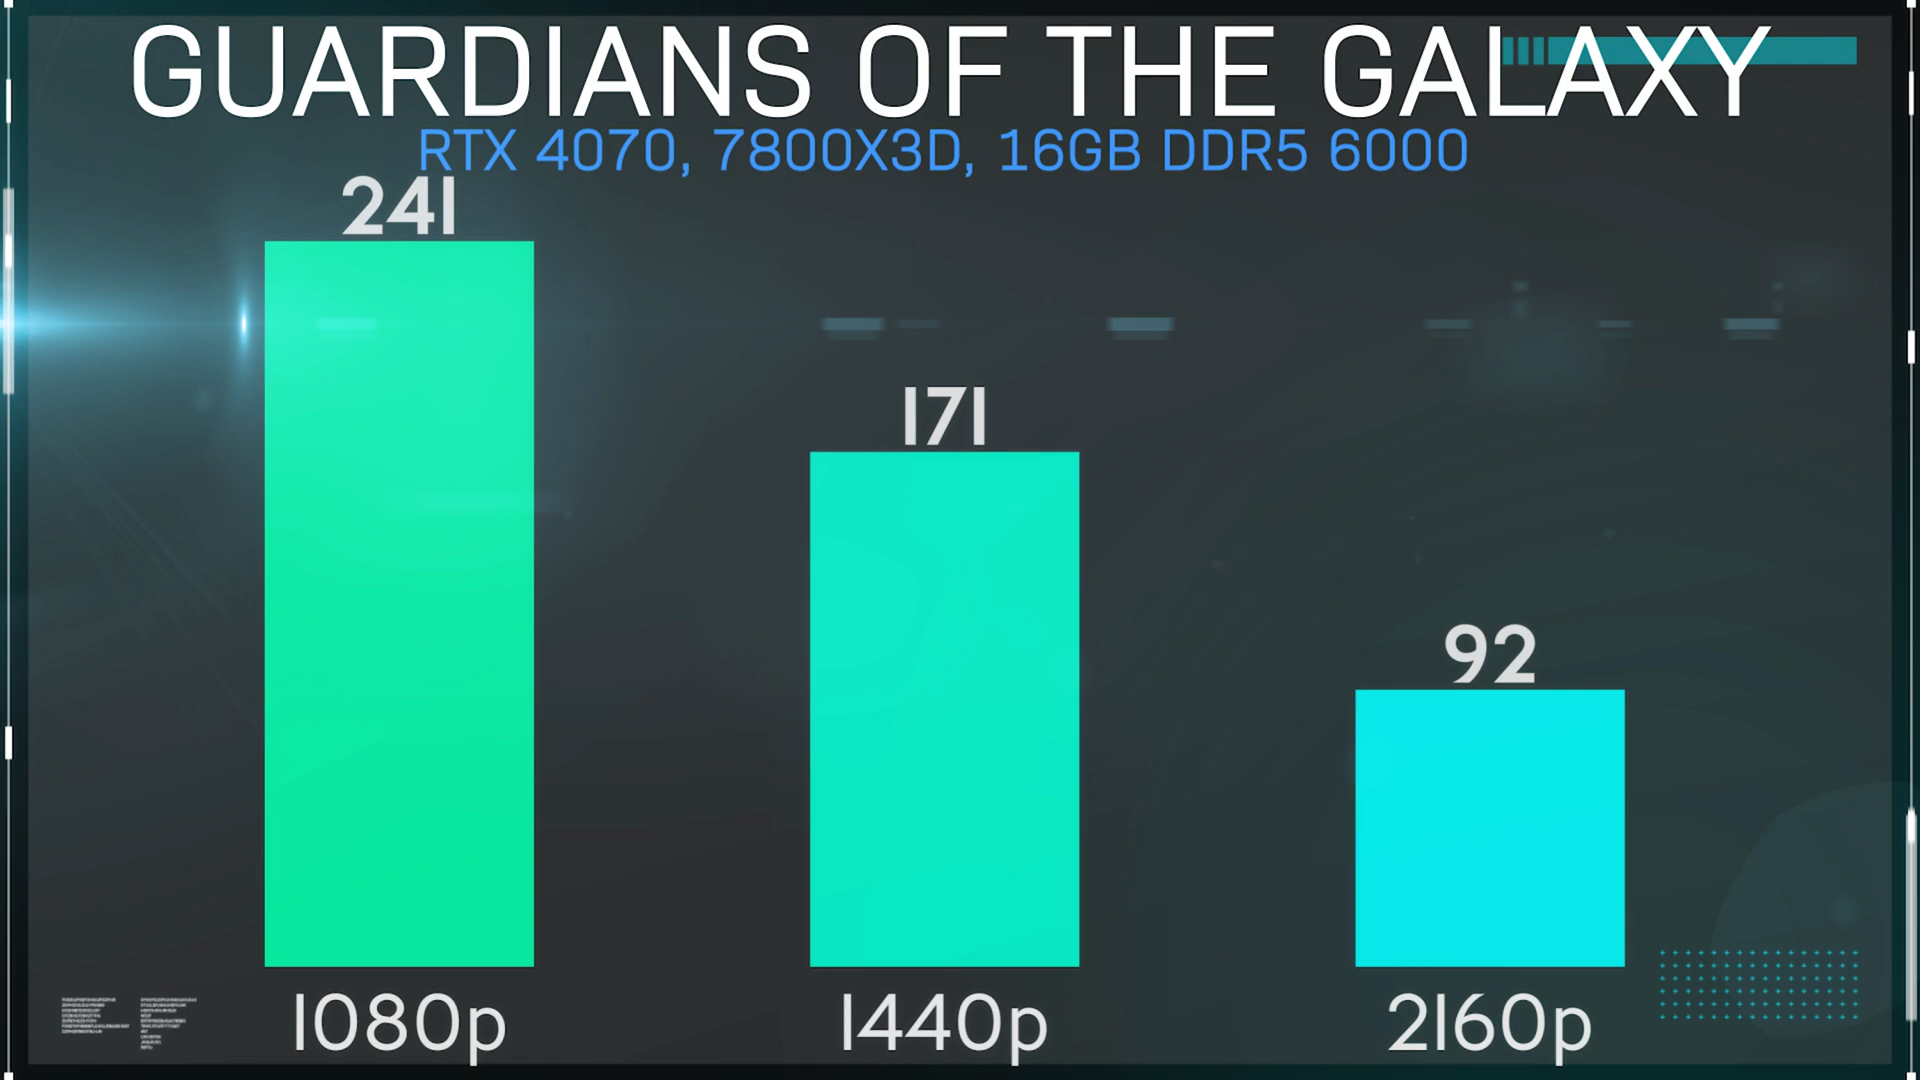 GUARDIANS OF THE GALAXY
RTX 4070, 7800X3D, 16GB DDR5 6000
241
171
92
1080p
1440p
2160p